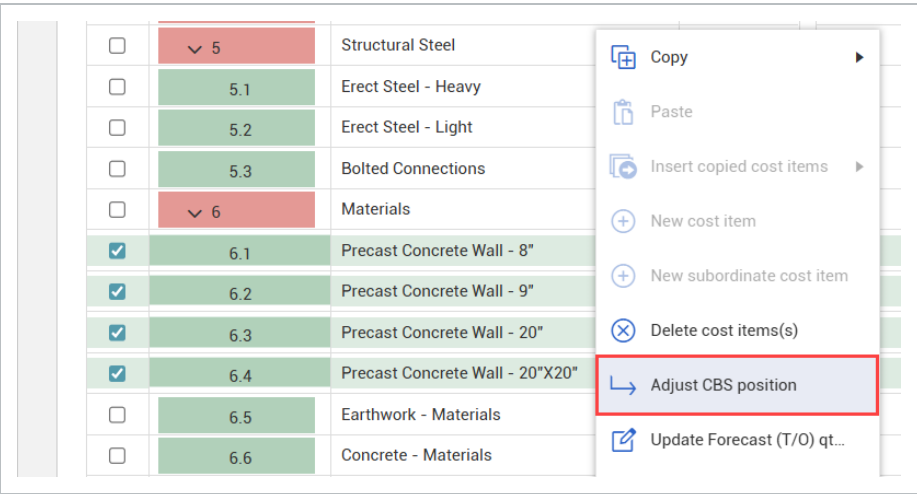 5 Structural Steel
5.1 Erect Steel - Heavy
5.2 Erect Steel - Light
5.3 Bolted Connections
6 Materials
6.1 Precast Concrete Wall - 8"
6.2 Precast Concrete Wall - 9"
6.3 Precast Concrete Wall - 20"
6.4 Precast Concrete Wall - 20"X20"
6.5 Earthwork - Materials
6.6 Concrete - Materials
Copy
Paste
Insert copied cost items
New cost item
New subordinate cost item
Delete cost items(s)
Adjust CBS position
Update Forecast (T/O) qt...